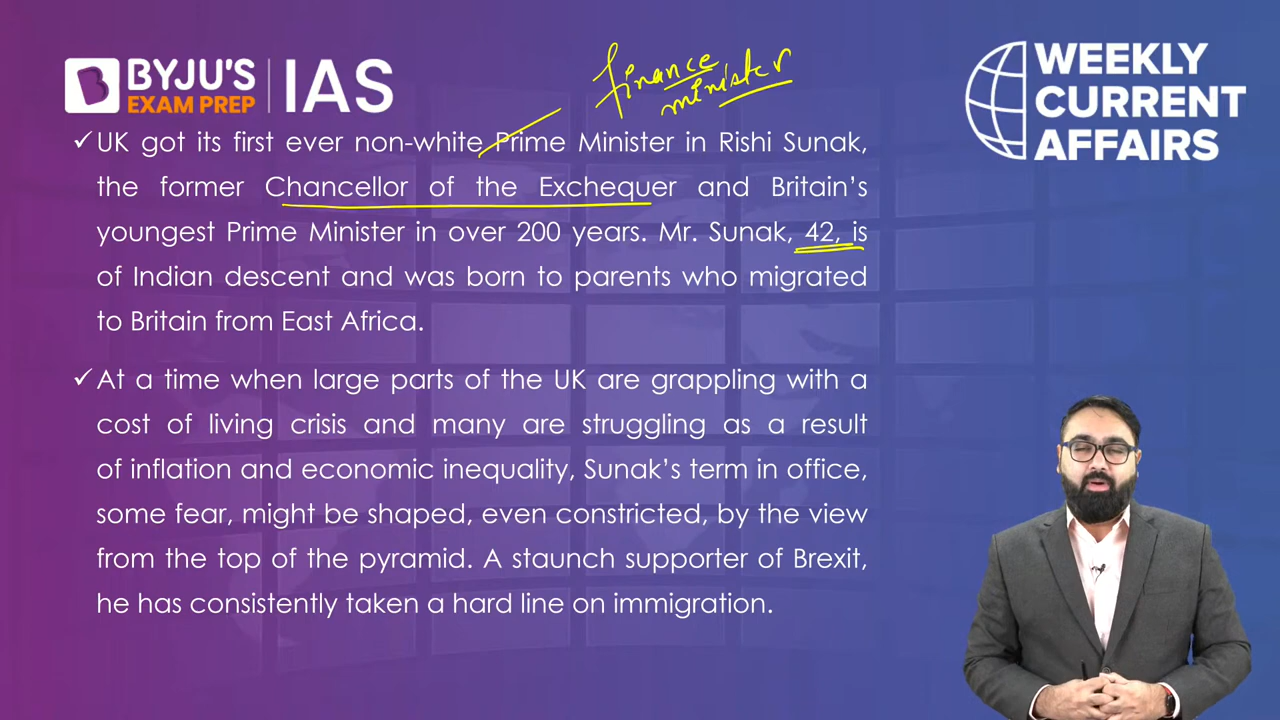 BYJU'S
EXAM PREP
IAS
finance
minister
WEEKLY
CURRENT
AFFAIRS
✓UK got its first ever non-white Prime Minister in Rishi Sunak,
the former Chancellor of the Exchequer and Britain's
youngest Prime Minister in over 200 years. Mr. Sunak, 42, is
of Indian descent and was born to parents who migrated
to Britain from East Africa.
✓At a time when large parts of the UK are grappling with a
cost of living crisis and many are struggling as a result
of inflation and economic inequality, Sunak's term in office,
some fear, might be shaped, even constricted, by the view
from the top of the pyramid. A staunch supporter of Brexit,
he has consistently taken a hard line on immigration.